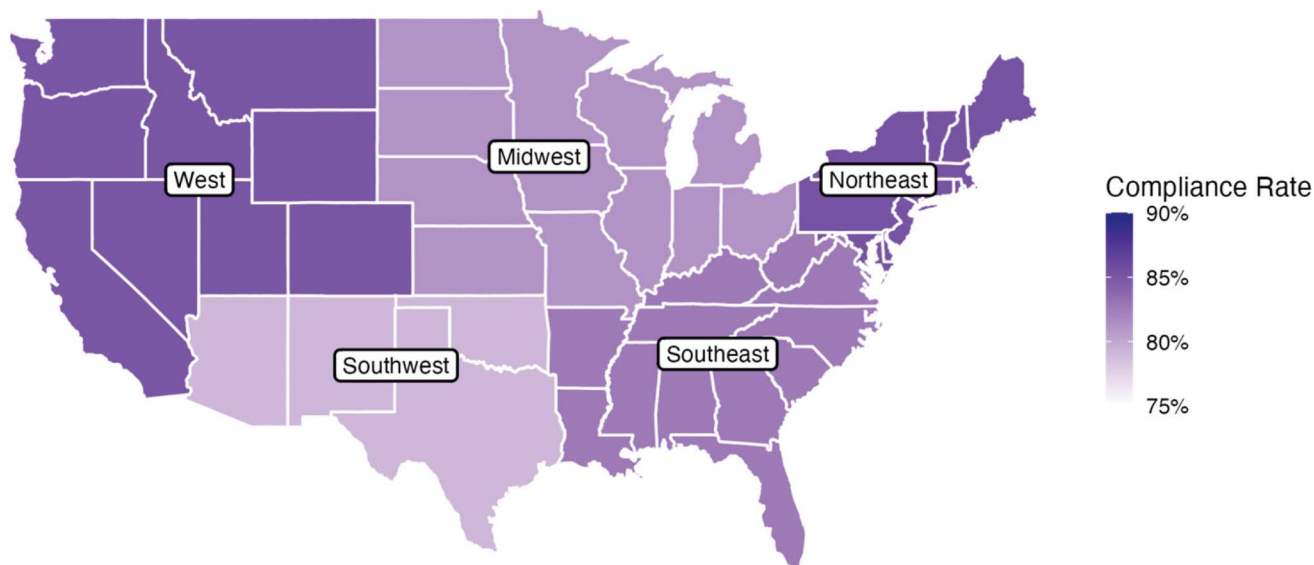 Midwest
West
Northeast
Southwest
Southeast
Compliance Rate
90%
85%
80%
75%